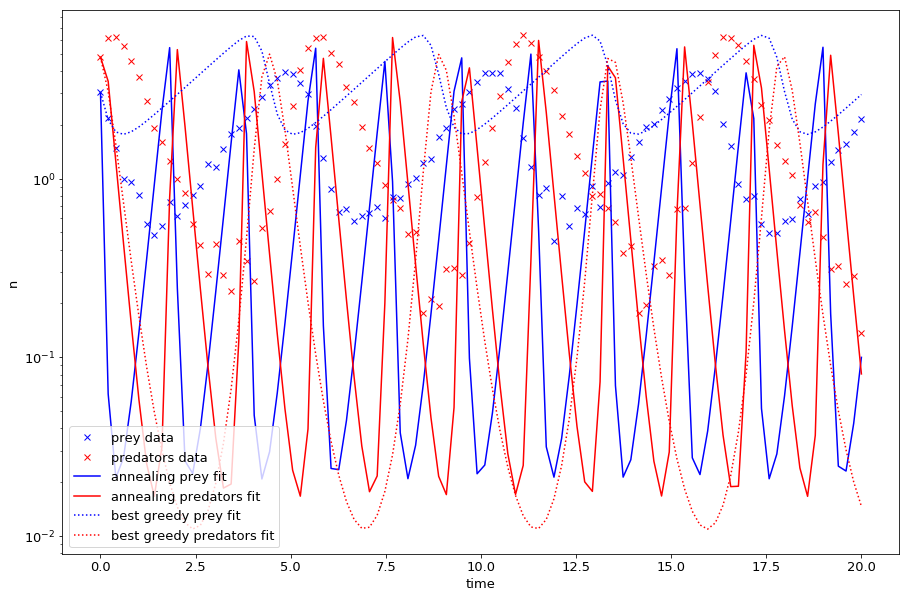 n
10⁰
10⁻¹
10⁻²
prey data
predators data
annealing prey fit
annealing predators fit
best greedy prey fit
best greedy predators fit
0.0 2.5 5.0 7.5 10.0 12.5 15.0 17.5 20.0
time